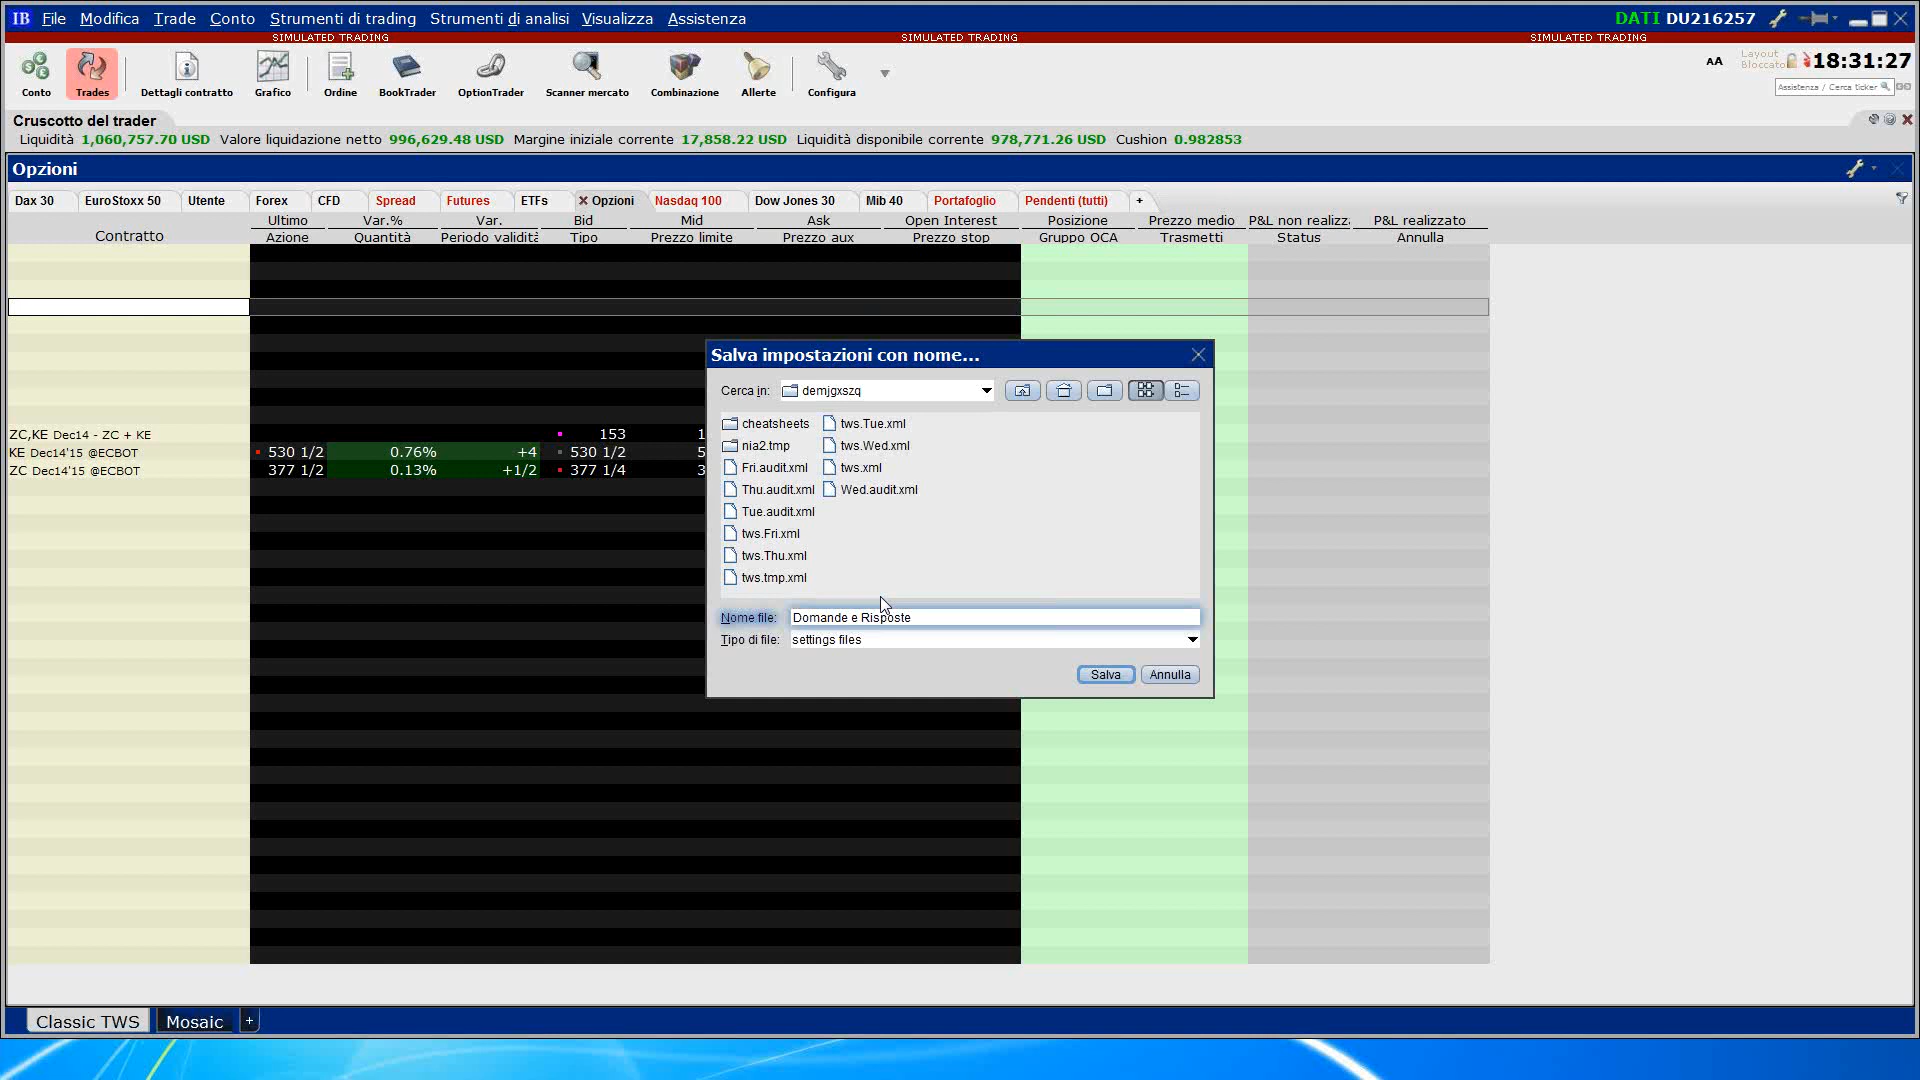 IB File Modifica Trade Conto Strumenti di trading Strumenti di analisi Visualizza Assistenza DATI DU216257
SIMULATED TRADING SIMULATED TRADING SIMULATED TRADING
Conto Trades Dettagli contratto Grafico Ordine BookTrader OptionTrader Scanner mercato Combinazione Allerte Configura
AA Layout Bloccato 18:31:27
Assistenza / Cerca ticker
Cruscotto del trader
Liquidità 1,060,757.70 USD Valore liquidazione netto 996,629.48 USD Margine iniziale corrente 17,858.22 USD Liquidità disponibile corrente 978,771.26 USD Cushion 0.982853
Opzioni
Dax 30 EuroStoxx 50 Utente Forex CFD Spread Futures ETFs Opzioni Nasdaq 100 Dow Jones 30 Mib 40 Portafoglio Pendenti (tutti) +
Ultimo Var.% Var. Bid Mid Ask Open Interest Posizione Prezzo medio P&L non realizz. P&L realizzato
Contratto
Azione Quantità Periodo validità Tipo Prezzo limite Prezzo aux Prezzo stop Gruppo OCA Trasmetti Status Annulla
ZC,KE Dec14 - ZC + KE 153 1
KE Dec14'15 @ECBOT 530 1/2 0.76% +4 530 1/2 5
ZC Dec14'15 @ECBOT 377 1/2 0.13% +1/2 377 1/4 3
Salva impostazioni con nome...
Cerca in: demjgxszq
cheatsheets tws.Tue.xml
nia2.tmp tws.Wed.xml
Fri.audit.xml tws.xml
Thu.audit.xml Wed.audit.xml
Tue.audit.xml
tws.Fri.xml
tws.Thu.xml
tws.tmp.xml
Nome file: Domande e Risposte
Tipo di file: settings files
Salva Annulla
Classic TWS Mosaic +